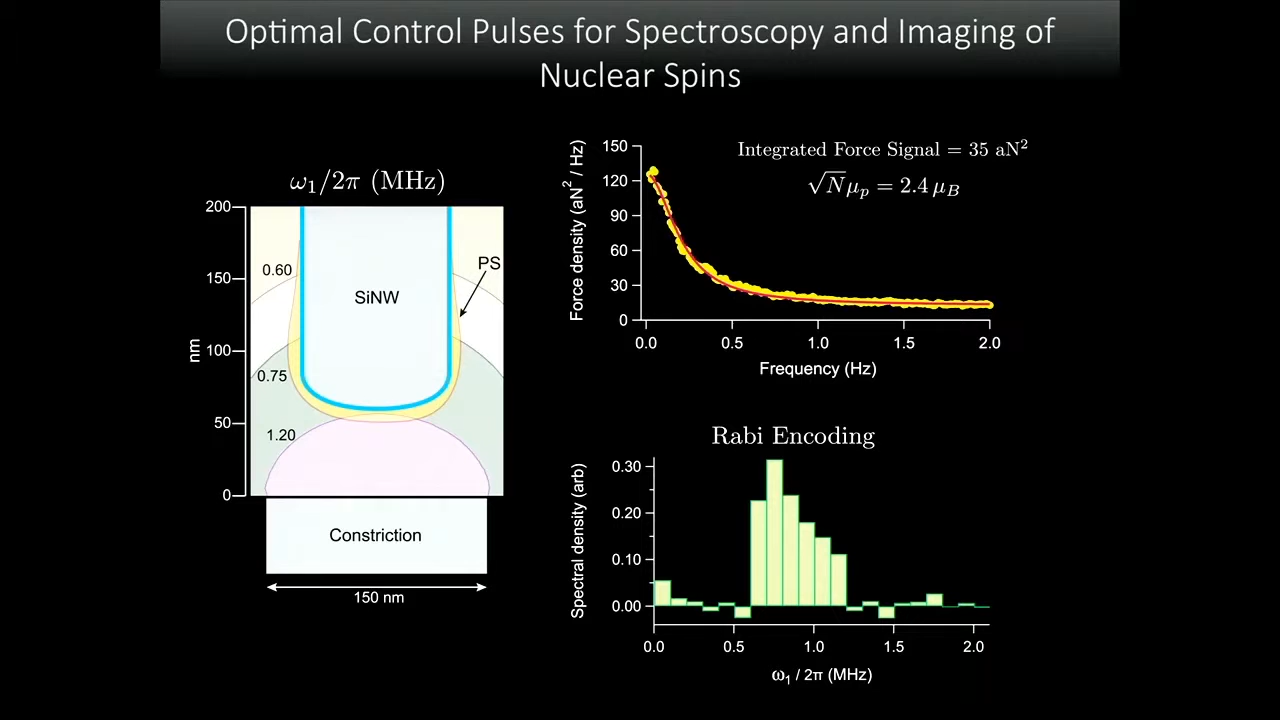 Optimal Control Pulses for Spectroscopy and Imaging of
Nuclear Spins
ω₁/2π (MHz)
200
150
100
50
0
nm
0.60
0.75
1.20
SiNW
PS
Constriction
150 nm
Integrated Force Signal = 35 aN²
√N μₚ = 2.4 μ_B
Force density (aN² / Hz)
150
120
90
60
30
0
0.0 0.5 1.0 1.5 2.0
Frequency (Hz)
Rabi Encoding
Spectral density (arb)
0.30
0.20
0.10
0.00
0.0 0.5 1.0 1.5 2.0
ω₁ / 2π (MHz)